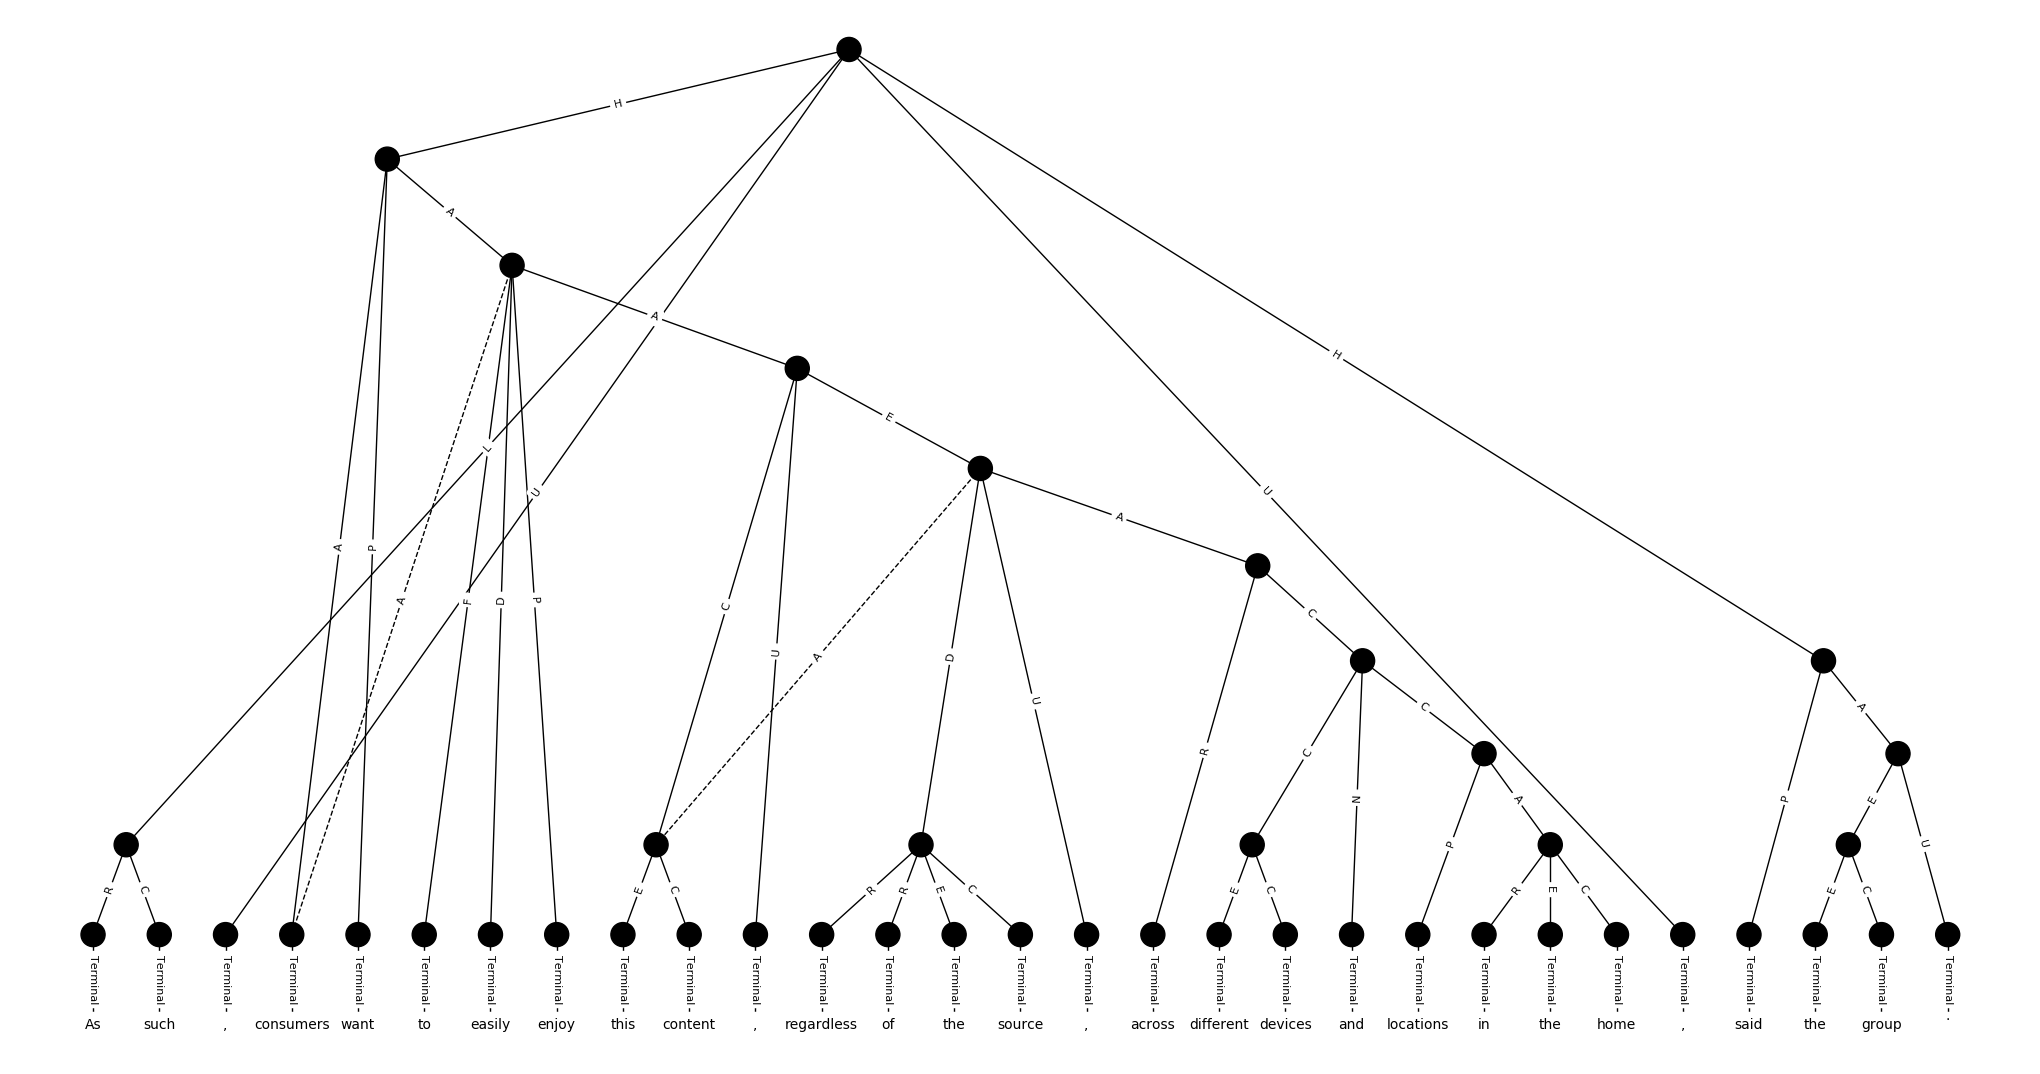 H
A
A
E
L
U
U
H
A
P
A
F
D
P
C
U
A
D
U
A
R
C
C
N
C
P
A
P
A
E
U
R C E C R R E C E C R E C E C
Terminal Terminal Terminal Terminal Terminal Terminal Terminal Terminal Terminal Terminal Terminal Terminal Terminal Terminal Terminal Terminal Terminal Terminal Terminal Terminal Terminal Terminal Terminal Terminal Terminal Terminal Terminal Terminal Terminal
As such , consumers want to easily enjoy this content , regardless of the source , across different devices and locations in the home , said the group .